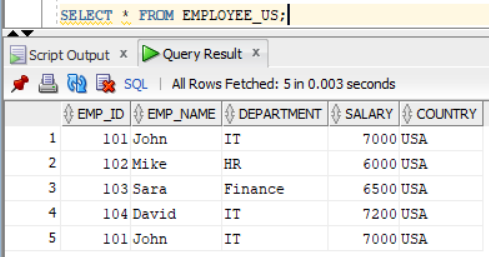 SELECT * FROM EMPLOYEE_US;
Script Output x Query Result x
SQL | All Rows Fetched: 5 in 0.003 seconds
EMP_ID EMP_NAME DEPARTMENT SALARY COUNTRY
1 101 John IT 7000 USA
2 102 Mike HR 6000 USA
3 103 Sara Finance 6500 USA
4 104 David IT 7200 USA
5 101 John IT 7000 USA